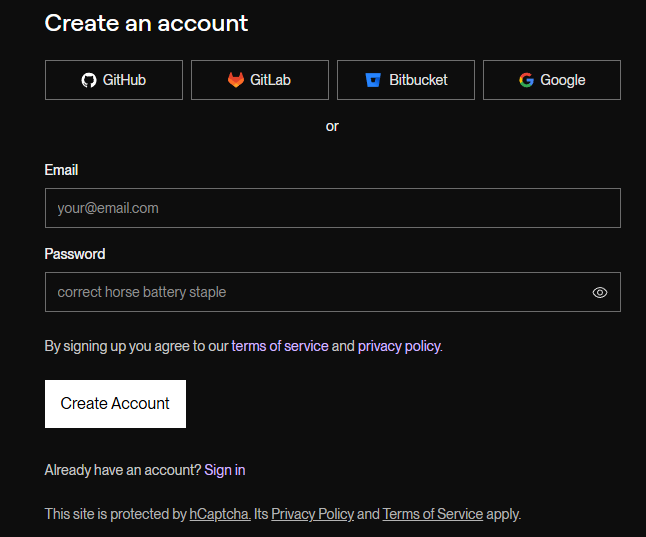 Create an account
GitHub GitLab Bitbucket Google
or
Email
your@email.com
Password
correct horse battery staple
By signing up you agree to our terms of service and privacy policy.
Create Account
Already have an account? Sign in
This site is protected by hCaptcha. Its Privacy Policy and Terms of Service apply.